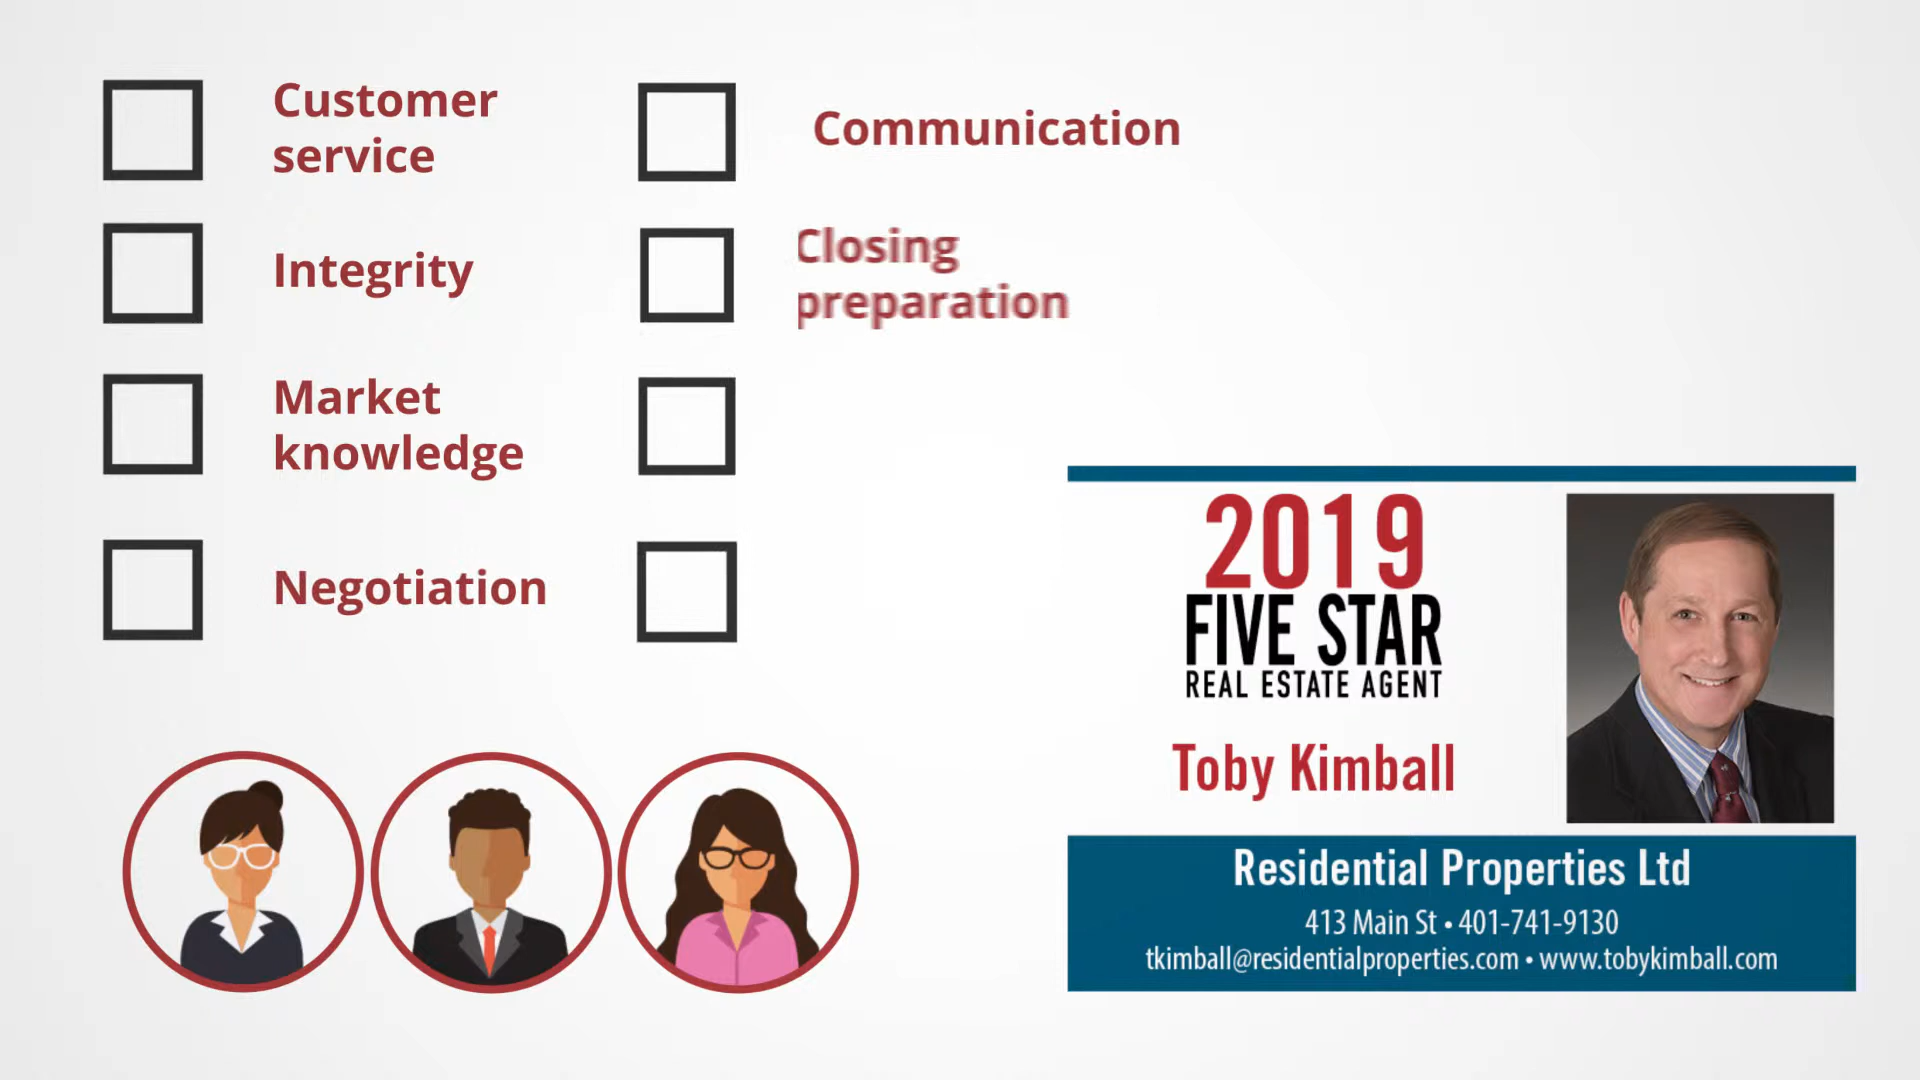 Customer
service
Integrity
Market
knowledge
Negotiation
Communication
Closing
preparation
2019
FIVE STAR
REAL ESTATE AGENT
Toby Kimball
Residential Properties Ltd
413 Main St • 401-741-9130
tkimball@residentialproperties.com • www.tobykimball.com